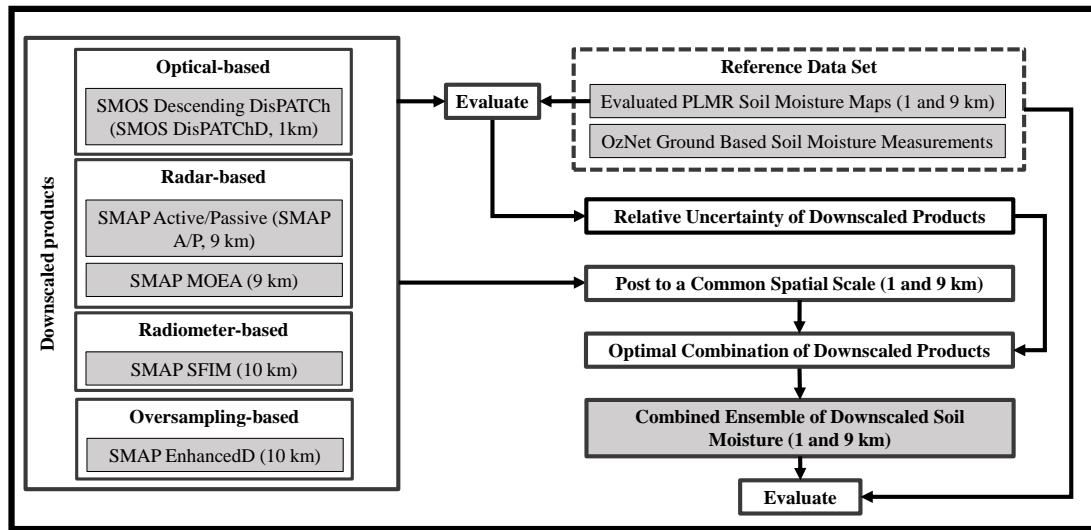 Downscaled products
Optical-based
SMOS Descending DisPATCh
(SMOS DisPATChD, 1km)
Radar-based
SMAP Active/Passive (SMAP
A/P, 9 km)
SMAP MOEA (9 km)
Radiometer-based
SMAP SFIM (10 km)
Oversampling-based
SMAP EnhancedD (10 km)
Evaluate
Reference Data Set
Evaluated PLMR Soil Moisture Maps (1 and 9 km)
OzNet Ground Based Soil Moisture Measurements
Relative Uncertainty of Downscaled Products
Post to a Common Spatial Scale (1 and 9 km)
Optimal Combination of Downscaled Products
Combined Ensemble of Downscaled Soil
Moisture (1 and 9 km)
Evaluate